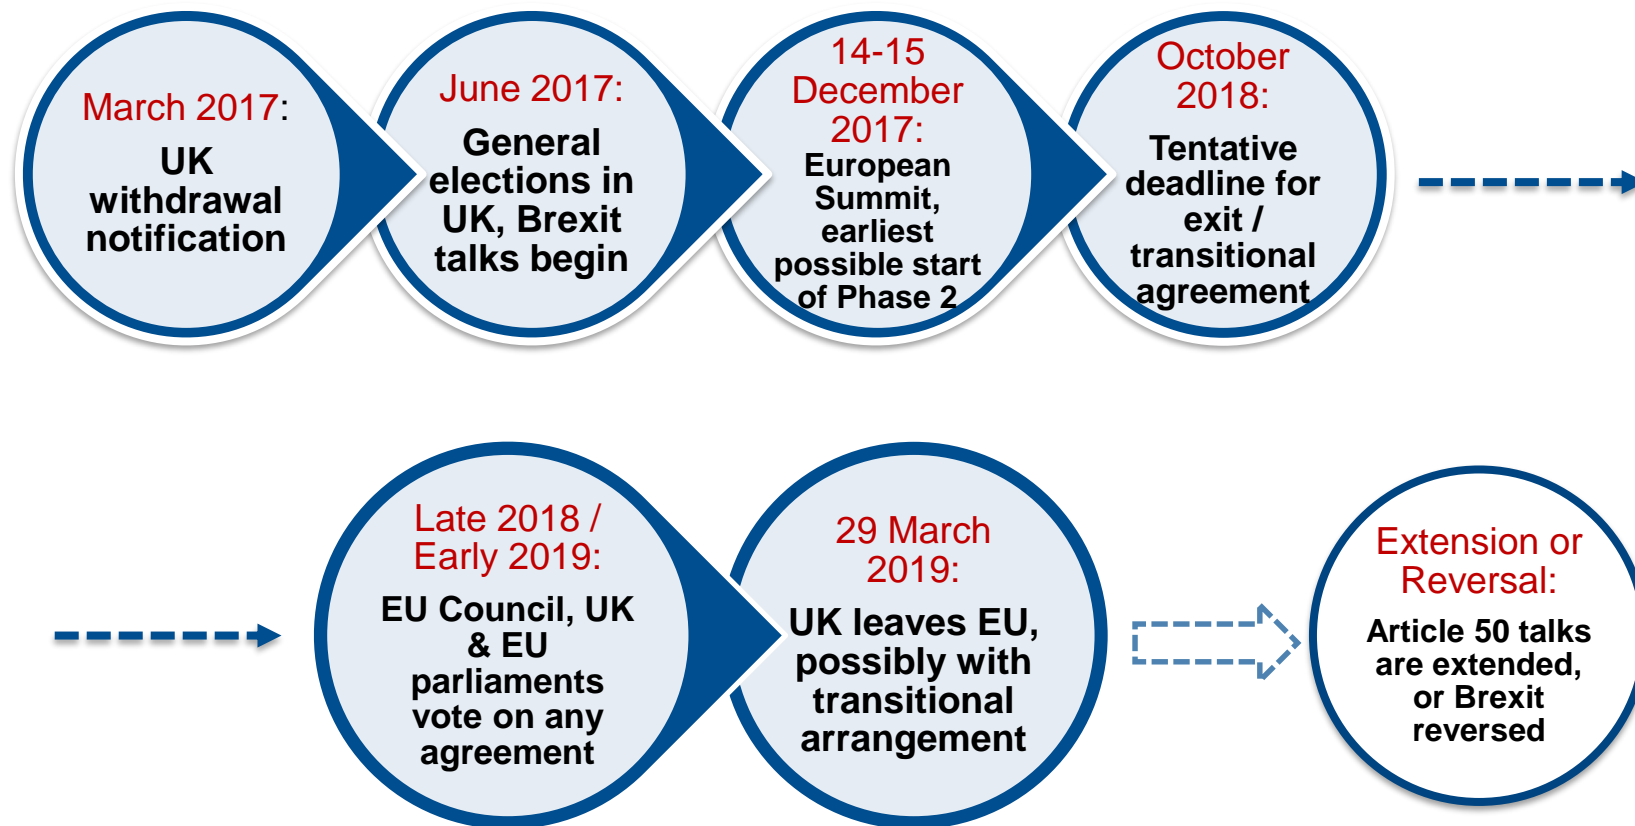 March 2017:
UK
withdrawal
notification
June 2017:
General
elections in
UK, Brexit
talks begin
14-15
December
2017:
European
Summit,
earliest
possible start
of Phase 2
October
2018:
Tentative
deadline for
exit /
transitional
agreement
Late 2018 /
Early 2019:
EU Council, UK
& EU
parliaments
vote on any
agreement
29 March
2019:
UK leaves EU,
possibly with
transitional
arrangement
Extension or
Reversal:
Article 50 talks
are extended,
or Brexit
reversed